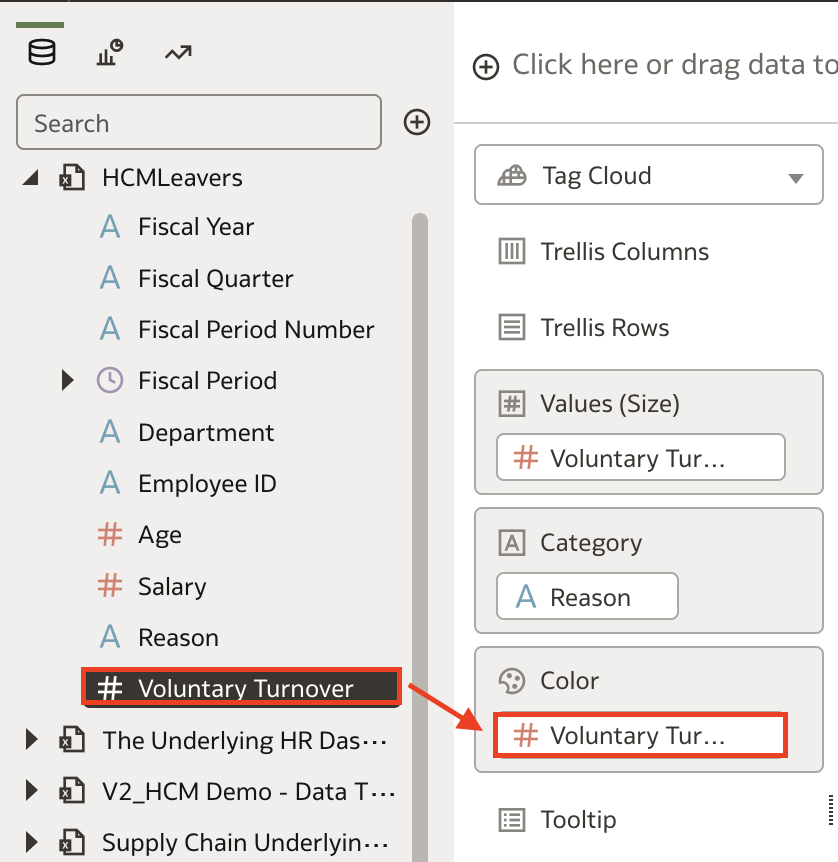 Search
HCMLeavers
A Fiscal Year
A Fiscal Quarter
A Fiscal Period Number
Fiscal Period
A Department
A Employee ID
# Age
# Salary
A Reason
# Voluntary Turnover
The Underlying HR Das...
V2_HCM Demo - Data T...
Supply Chain Underlyin...
Click here or drag data to
Tag Cloud
Trellis Columns
Trellis Rows
# Values (Size)
# Voluntary Tur...
A Category
A Reason
Color
# Voluntary Tur...
Tooltip